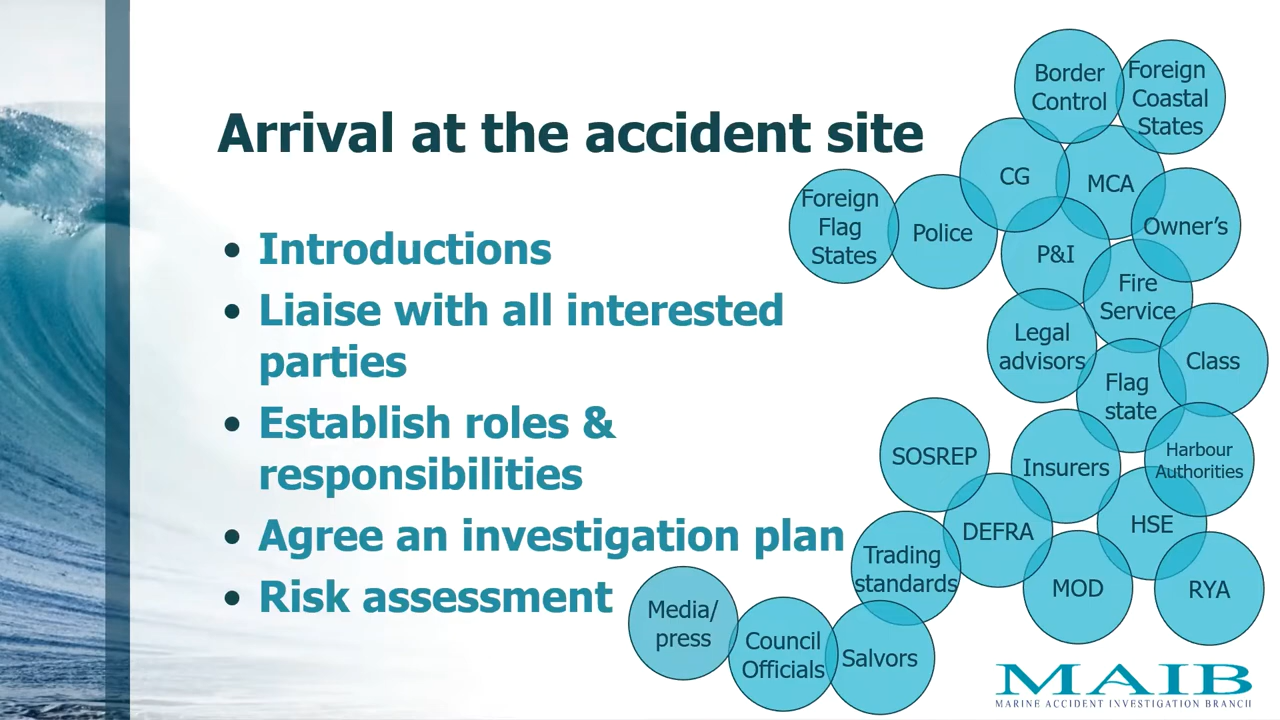 Arrival at the accident site
• Introductions
• Liaise with all interested
parties
• Establish roles &
responsibilities
• Agree an investigation plan
• Risk assessment
Border
Control
Foreign
Coastal
States
CG
MCA
Foreign
Flag
States
Police
Owner's
P&I
Fire
Service
Legal
advisors
Class
Flag
state
SOSREP
Insurers
Harbour
Authorities
DEFRA
HSE
Trading
standards
MOD
RYA
Media/
press
Council
Officials
Salvors
MAIB
MARINE ACCIDENT INVESTIGATION BRANCH